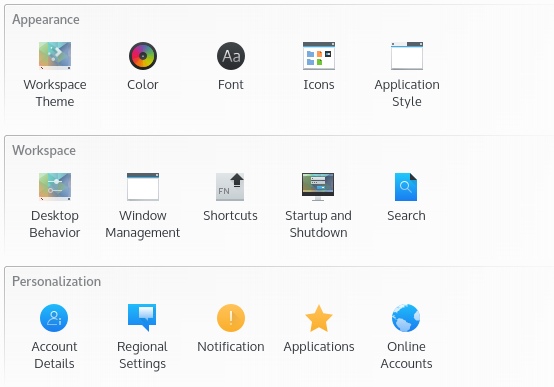 Appearance
Workspace
Theme
Color
Font
Icons
Application
Style
Aa
Workspace
Desktop
Behavior
Window
Management
Shortcuts
Startup and
Shutdown
Search
FN
Personalization
Account
Details
Regional
Settings
Notification
Applications
Online
Accounts